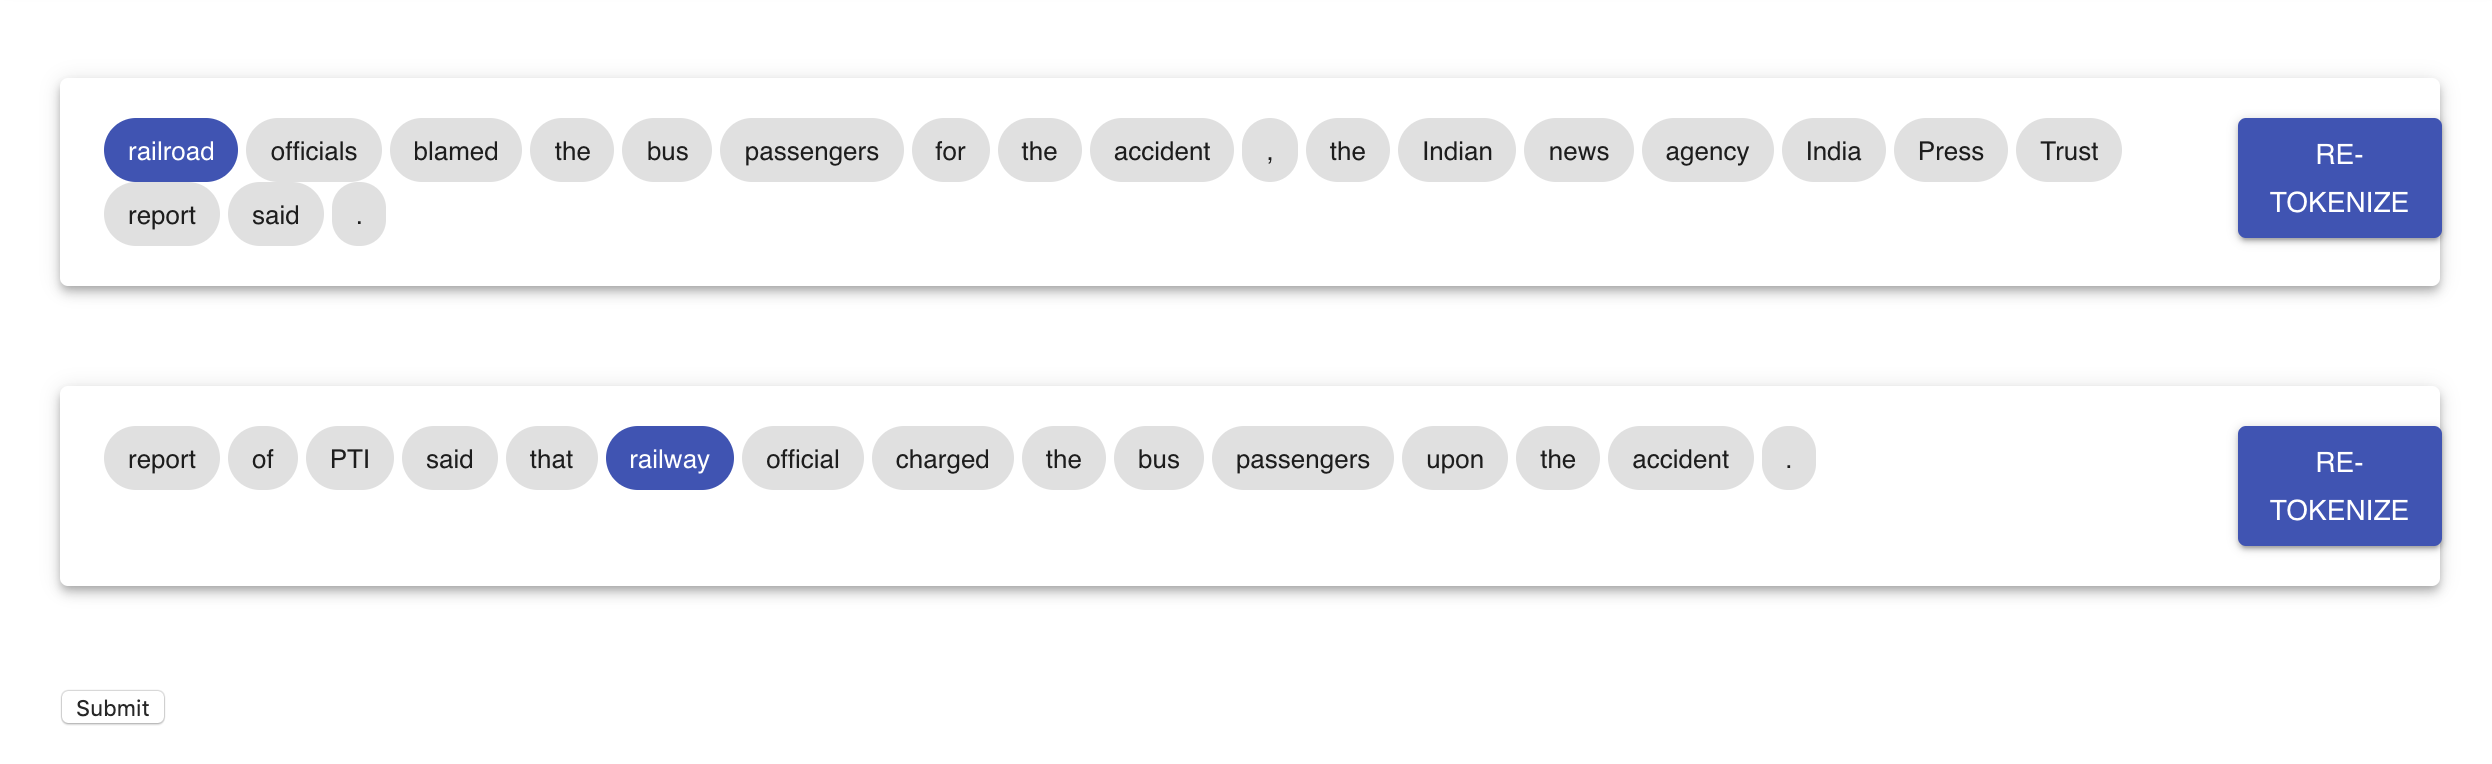 railroad officials blamed the bus passengers for the accident , the Indian news agency India Press Trust
report said .
RE-
TOKENIZE
report of PTI said that railway official charged the bus passengers upon the accident .
RE-
TOKENIZE
Submit